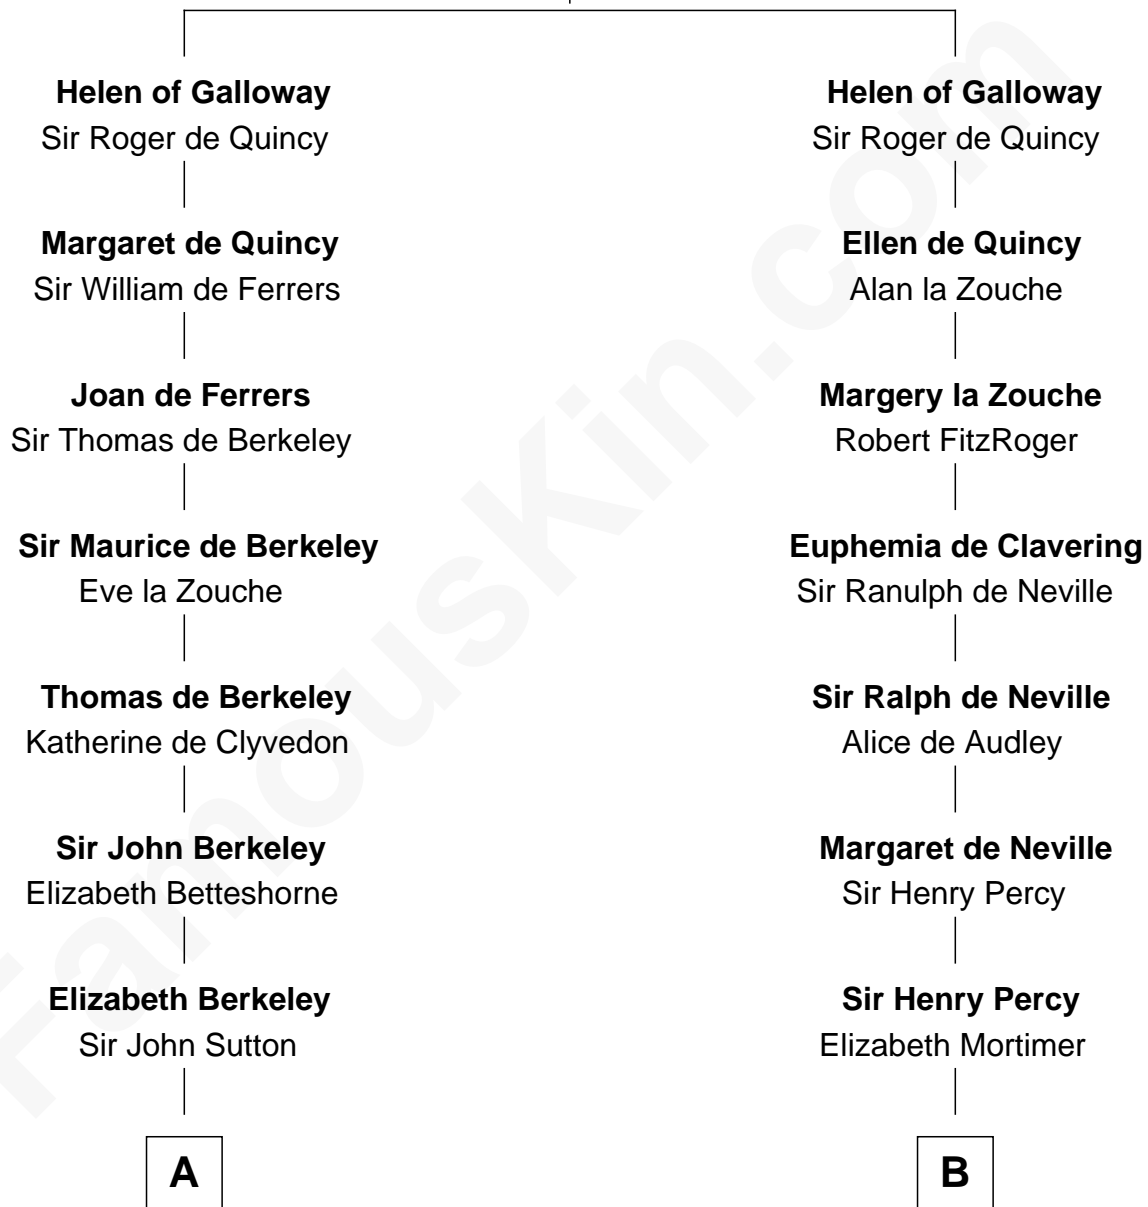 Helen of Galloway
Sir Roger de Quincy
Margaret de Quincy
Sir William de Ferrers
Joan de Ferrers
Sir Thomas de Berkeley
Sir Maurice de Berkeley
Eve la Zouche
Thomas de Berkeley
Katherine de Clyvedon
Sir John Berkeley
Elizabeth Betteshorne
Elizabeth Berkeley
Sir John Sutton
A
Helen of Galloway
Sir Roger de Quincy
Ellen de Quincy
Alan la Zouche
Margery la Zouche
Robert FitzRoger
Euphemia de Clavering
Sir Ranulph de Neville
Sir Ralph de Neville
Alice de Audley
Margaret de Neville
Sir Henry Percy
Sir Henry Percy
Elizabeth Mortimer
B
FamousKin.com